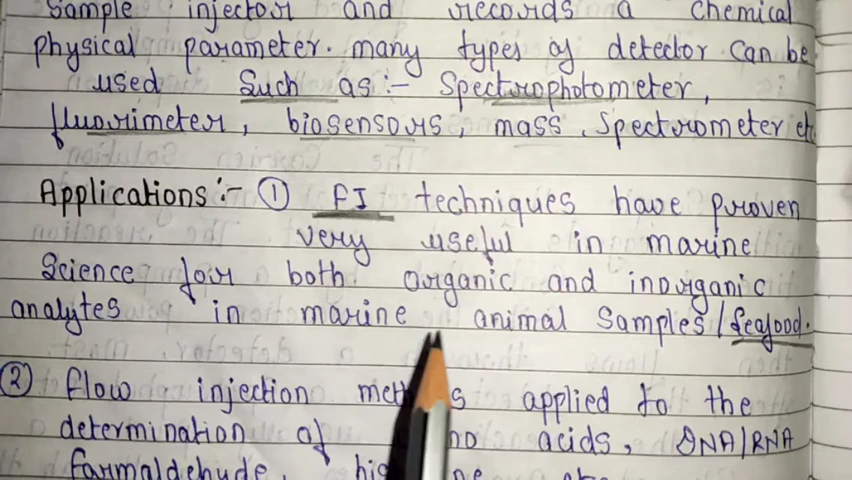 Sample injector and records a chemical
physical parameter. many types of detector can be
used Such as:- Spectrophotometer,
fluorimeter, biosensors, mass, Spectrometer etc
Applications:- ① FI techniques have proven
very useful in marine
Science for both organic and inorganic
analytes in marine animal Samples/Seafood.
② flow injection applied to the
determination of acids, DNA/RNA
farmaldehyde,